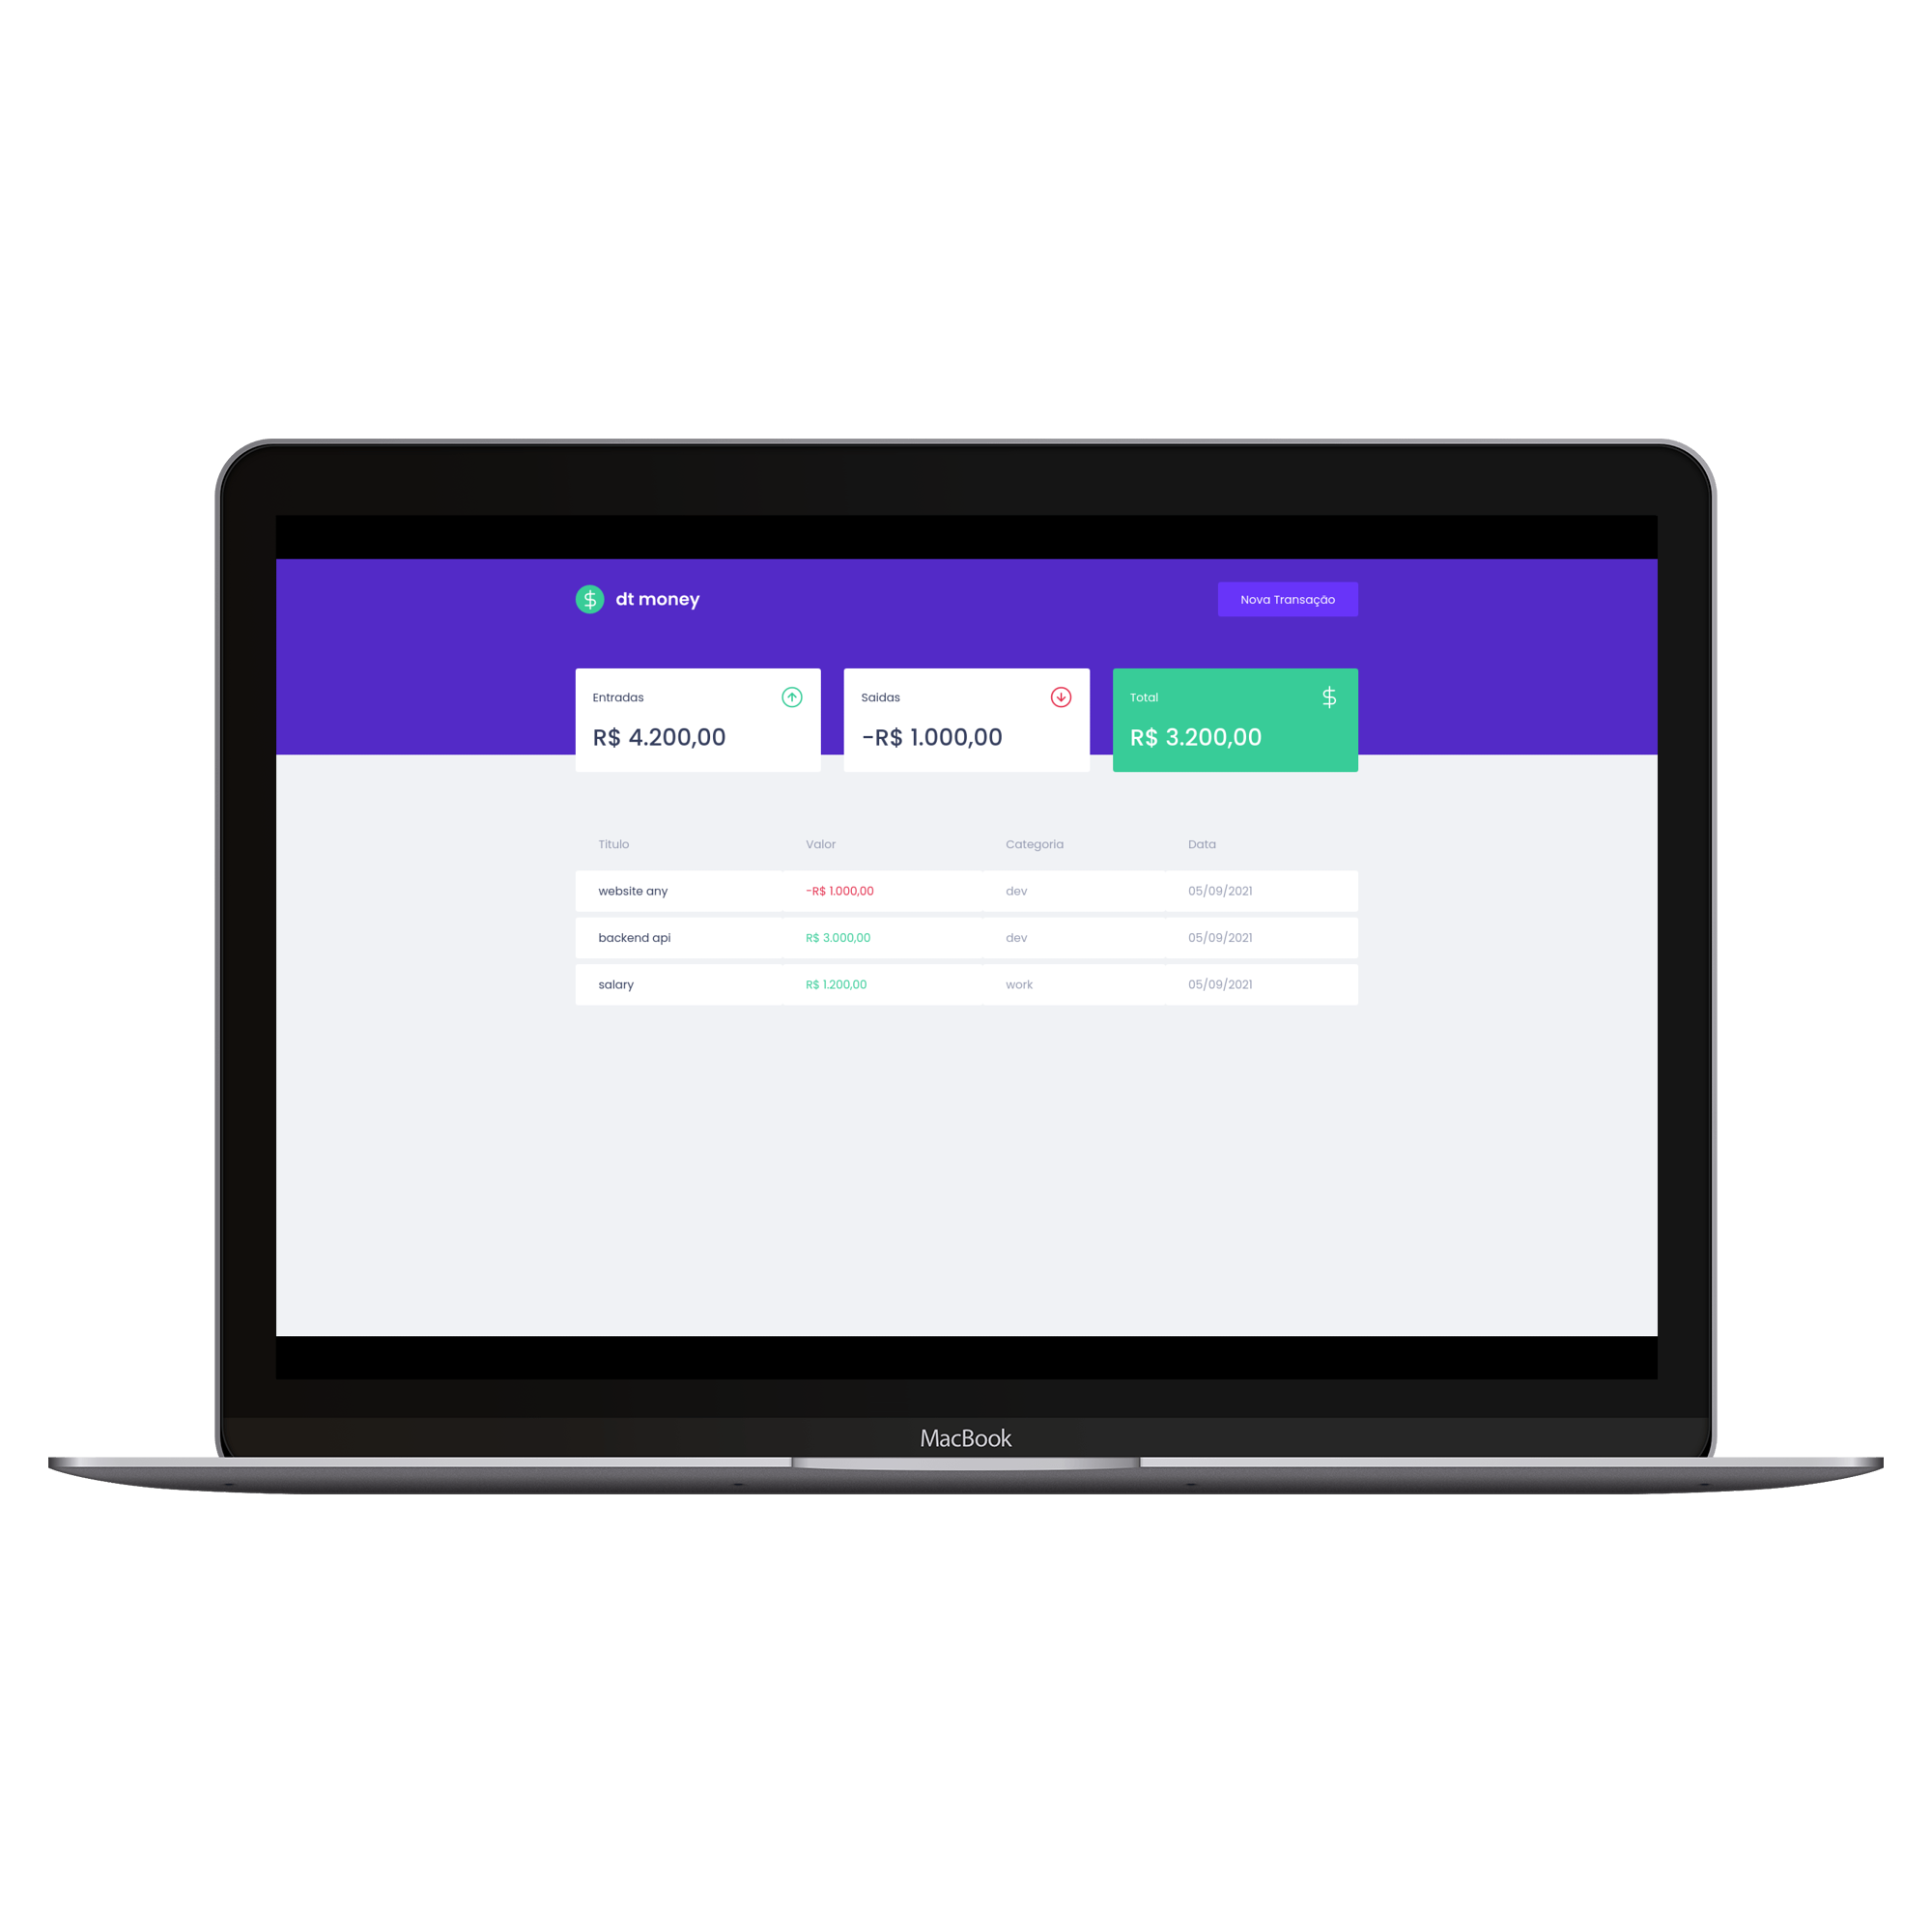 dt money
Nova Transação
Entradas
R$ 4.200,00
Saidas
-R$ 1.000,00
Total
R$ 3.200,00
Título Valor Categoria Data
website any -R$ 1.000,00 dev 05/09/2021
backend api R$ 3.000,00 dev 05/09/2021
salary R$ 1.200,00 work 05/09/2021
MacBook